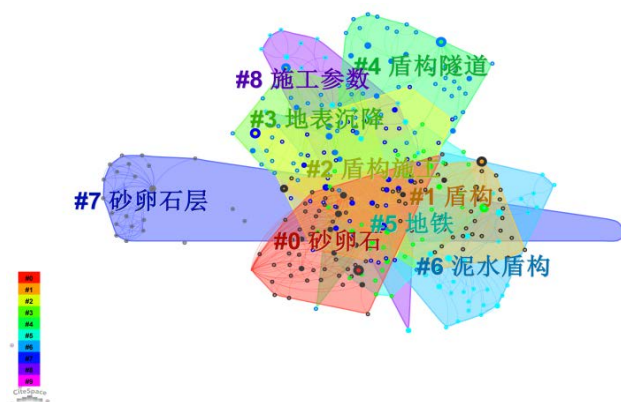 #4 盾构隧道
#8 施工参数
#3 地表沉降
#2 盾构施工
#7 砂卵石层
#1 盾构
#5 地铁
#0 砂卵石
#6 泥水盾构
#0
#1
#2
#3
#4
#5
#6
#7
#8
#9
CiteSpace